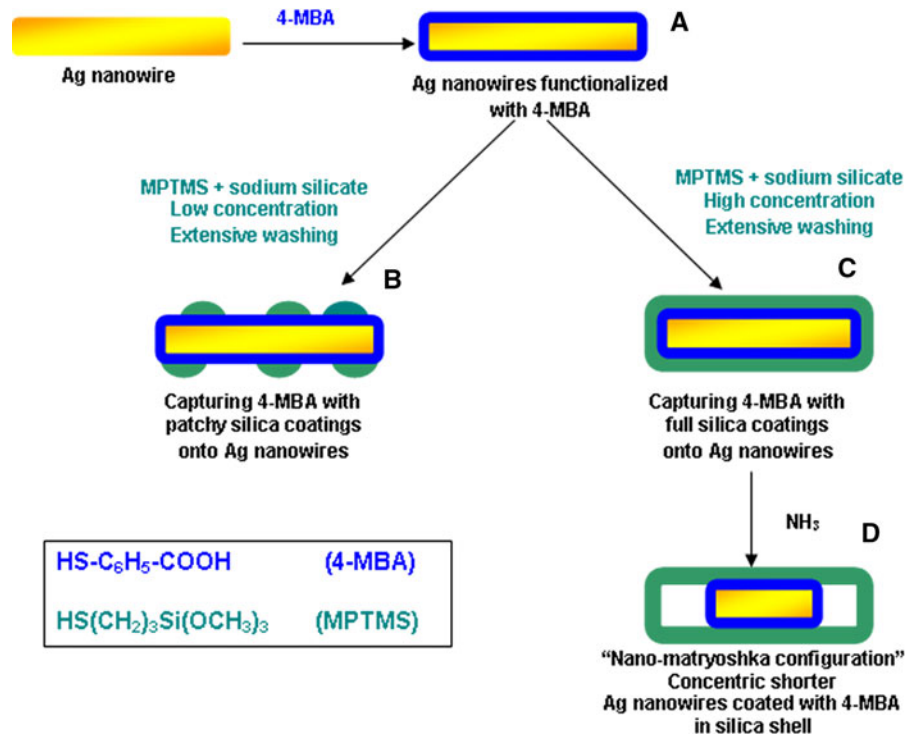 4-MBA
A
Ag nanowire
Ag nanowires functionalized
with 4-MBA
MPTMS + sodium silicate
Low concentration
Extensive washing
MPTMS + sodium silicate
High concentration
Extensive washing
B
C
Capturing 4-MBA with
patchy silica coatings
onto Ag nanowires
Capturing 4-MBA with
full silica coatings
onto Ag nanowires
NH₃
D
HS-C₆H₅-COOH (4-MBA)
HS(CH₂)₃Si(OCH₃)₃ (MPTMS)
“Nano-matryoshka configuration”
Concentric shorter
Ag nanowires coated with 4-MBA
in silica shell